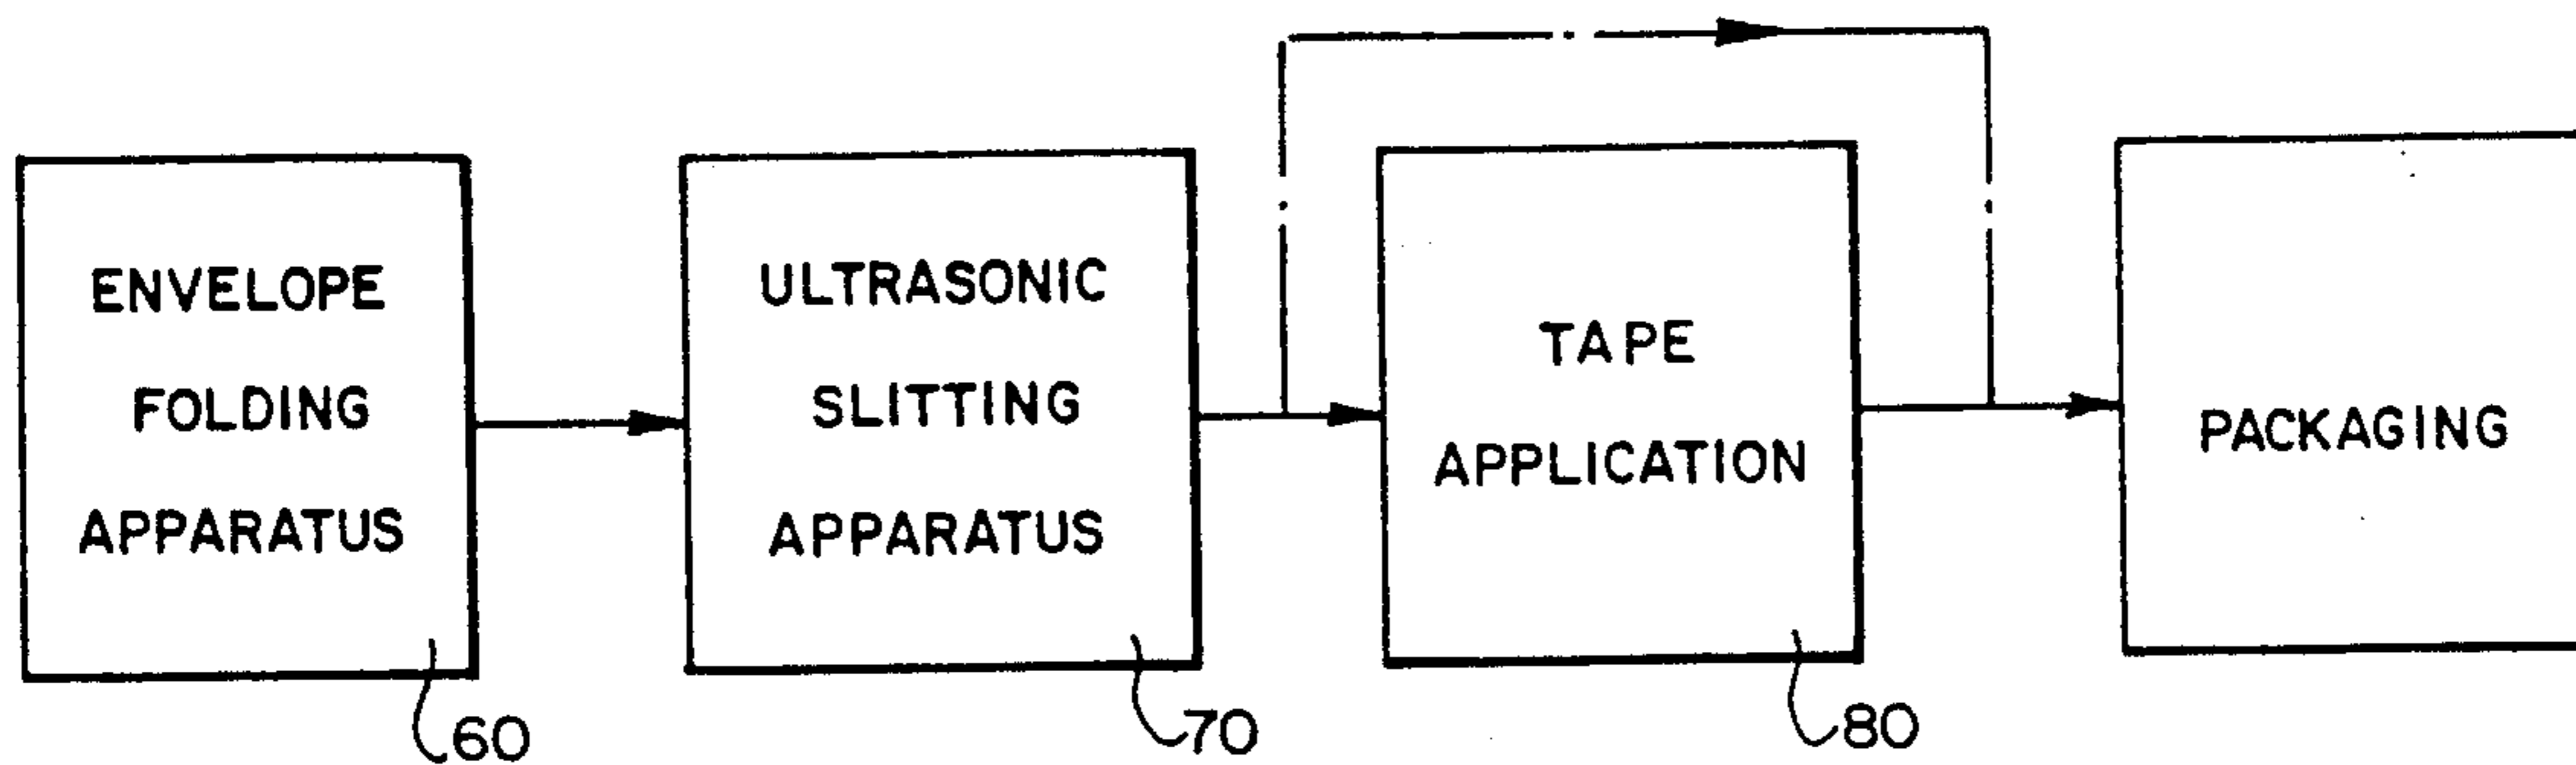 ENVELOPE
FOLDING
APPARATUS
60
ULTRASONIC
SLITTING
APPARATUS
70
TAPE
APPLICATION
80
PACKAGING